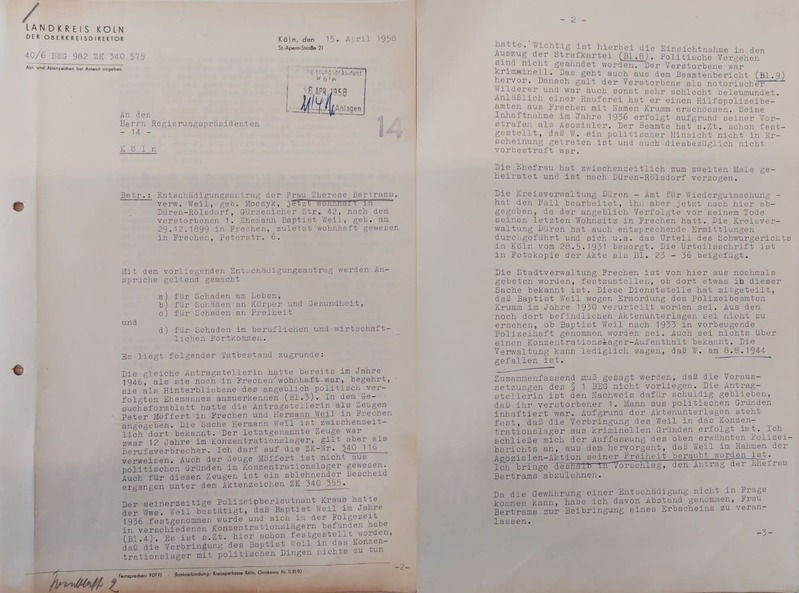 LANDKREIS KÖLN
DER OBERKREISDIREKTOR
40/6 BEG 982 ZK 340 575
Akt. und Aktenzeichen bei Antwort angeben.
Köln, den 15. April 1958
St.-Apern-Straße 21
Regierungspräsident
Köln
16 APR 1958
Anlagen
14
An den
Herrn Regierungspräsidenten
- 14 -
Köln
Betr.: Entschädigungsantrag der Frau Therese Bertrams,
verw. Weil, geb. Moczyk, jetzt wohnhaft in
Düren-Rölsdorf, Gürzenicher Str. 42, nach dem
verstorbenen 1. Ehemann Baptist Weil, geb. am
29.12.1899 in Frechen, zuletzt wohnhaft gewesen
in Frechen, Peterstr. 6.
Mit dem vorliegenden Entschädigungsantrag werden An-
sprüche geltend gemacht
a) für Schaden am Leben,
b) für Schaden an Körper und Gesundheit,
c) für Schaden an Freiheit
und
d) für Schaden im beruflichen und wirtschaft-
lichen Fortkommen.
Es liegt folgender Tatbestand zugrunde:
Die gleiche Antragstellerin hatte bereits im Jahre
1946, als sie noch in Frechen wohnhaft war, begehrt,
sie als Hinterbliebene des angeblich politisch ver-
folgten Ehemannes anzuerkennen (Bl.3). In dem Ge-
suchsformblatt hatte die Antragstellerin als Zeugen
Peter Möffert in Frechen und Hermann Weil in Frechen
angegeben. Die Sache Hermann Weil ist zwischenzeit-
lich dort bekannt. Der letztgenannte Zeuge war
zwar 12 Jahre im Konzentrationslager, gilt aber als
Berufsverbrecher. Ich darf auf die ZK-Nr. 340 116
verweisen. Auch der Zeuge Möffert ist nicht aus
politischen Gründen im Konzentrationslager gewesen.
Auch für diesen Zeugen ist ein ablehnender Bescheid
ergangen unter dem Aktenzeichen ZK 340 355.
Der seinerzeitige Polizeioberleutnant Kraus hatte
der Wwe. Weil bestätigt, daß Baptist Weil im Jahre
1936 festgenommen wurde und sich in der Folgezeit
in verschiedenen Konzentrationslägern befunden habe
(Bl.4). Es ist s.Zt. hier schon festgestellt worden,
daß die Verbringung des Baptist Weil in das Konzen-
trationslager mit politischen Dingen nichts zu tun
-2-
- 2 -
hatte. Wichtig ist hierbei die Einsichtnahme in den
Auszug der Strafkartei (Bl.8). Politische Vergehen
sind nicht geahndet worden. Der Verstorbene war
kriminell. Das geht auch aus dem Beamtenbericht (Bl.9)
hervor. Danach galt der Verstorbene als notorischer
Wilderer und war auch sonst sehr schlecht beleumundet.
Anläßlich einer Rauferei hat er einen Hilfspolizeibe-
amten aus Frechen mit Namen Krumm erschossen. Seine
Inhaftnahme im Jahre 1936 erfolgt aufgrund seiner Vor-
strafen als Asozialer. Der Beamte hat s.Zt. schon fest-
gestellt, daß W. ein politischer Hinsicht nicht in Er-
scheinung getreten ist und auch diesbezüglich nicht
vorbestraft war.
Die Ehefrau hat zwischenzeitlich zum zweiten Male ge-
heiratet und ist nach Düren-Rölsdorf verzogen.
Die Kreisverwaltung Düren - Amt für Wiedergutmachung -
hat den Fall bearbeitet, ihn aber jetzt nach hier ab-
gegeben, da der angeblich Verfolgte vor seinem Tode
seinen letzten Wohnsitz in Frechen hatt. Die Kreisver-
waltung Düren hat auch entsprechende Ermittlungen
durchgeführt und sich u.a. das Urteil des Schwurgerichts
in Köln vom 28.5.1931 besorgt. Die Urteilsschrift ist
in Fotokopie der Akte als Bl. 23 - 36 beigefügt.
Die Stadtverwaltung Frechen ist von hier aus nochmals
gebeten worden, festzustellen, ob dort etwas in dieser
Sache bekannt ist. Diese Dienststelle hat mitgeteilt,
daß Baptist Weil wegen Ermordung des Polizeibeamten
Krumm im Jahre 1930 verurteilt worden sei. Aus den
noch dort befindlichen Aktenunterlagen sei nicht zu
ersehen, ob Baptist Weil nach 1933 in vorbeugende
Polizeihaft genommen worden sei. Auch sei nichts über
einen Konzentrationslager-Aufenthalt bekannt. Die
Verwaltung kann lediglich sagen, daß W. am 8.8.1944
gefallen ist.
Zusammenfassend muß gesagt werden, daß die Voraus-
setzungen des § 1 BEG nicht vorliegen. Die Antrag-
stellerin ist den Nachweis dafür schuldig geblieben,
daß ihr verstorbener 1. Mann aus politischen Gründen
inhaftiert war. Aufgrund der Aktenunterlagen steht
fest, daß die Verbringung des Weil in das Konzen-
trationslager aus kriminellen Gründen erfolgt ist. Ich
schließe mich der Auffassung des oben erwähnten Polizei-
berichts an, aus dem hervorgeht, daß Weil im Rahmen der
Asozialen-Aktion seiner Freiheit beraubt worden ist.
Ich bringe deshalb in Vorschlag, den Antrag der Ehefrau
Bertrams abzulehnen.
Da die Gewährung einer Entschädigung nicht in Frage
kommen kann, habe ich davon Abstand genommen, Frau
Bertrams zur Beibringung eines Erbscheins zu veran-
lassen.
-3-